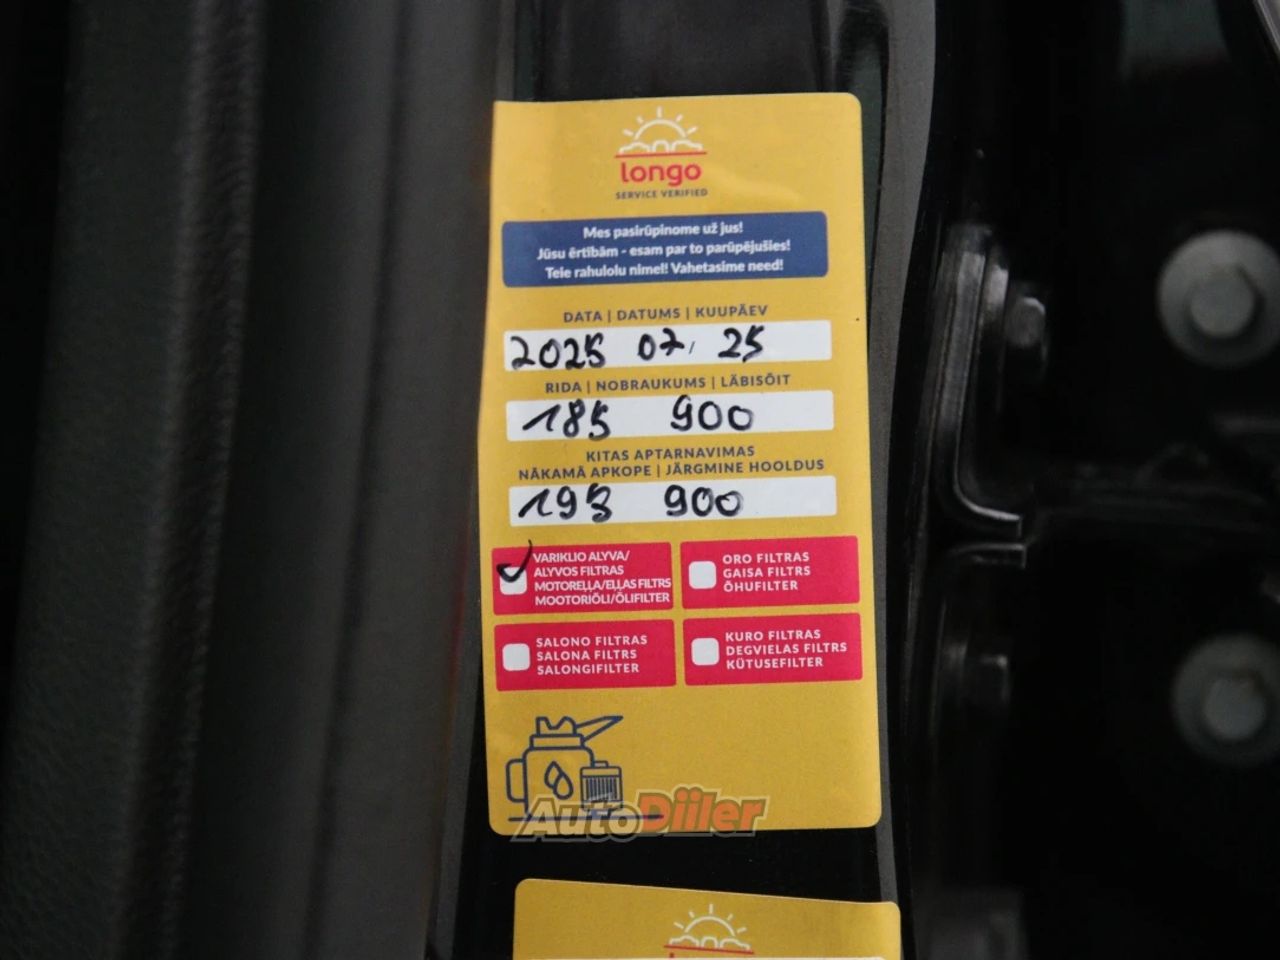 longo
SERVICE VERIFIED
Mes pasirūpinome už jus!
Jūsu ērtībām - esam par to parūpējušies!
Teie rahulolu nimel! Vahetasime need!
DATA | DATUMS | KUUPÄEV
2025 07, 25
RIDA | NOBRAUKUMS | LÄBISÕIT
185 900
KITAS APTARNAVIMAS
NĀKAMĀ APKOPE | JÄRGMINE HOOLDUS
193 900
VARIKLIO ALYVA/
ALYVOS FILTRAS
MOTOREĻĻA/EĻĻAS FILTRS
MOOTORIÕLI/ÕLIFILTER
ORO FILTRAS
GAISA FILTRS
ÕHUFILTER
SALONO FILTRAS
SALONA FILTRS
SALONGIFILTER
KURO FILTRAS
DEGVIELAS FILTRS
KÜTUSEFILTER
AutoDiiler